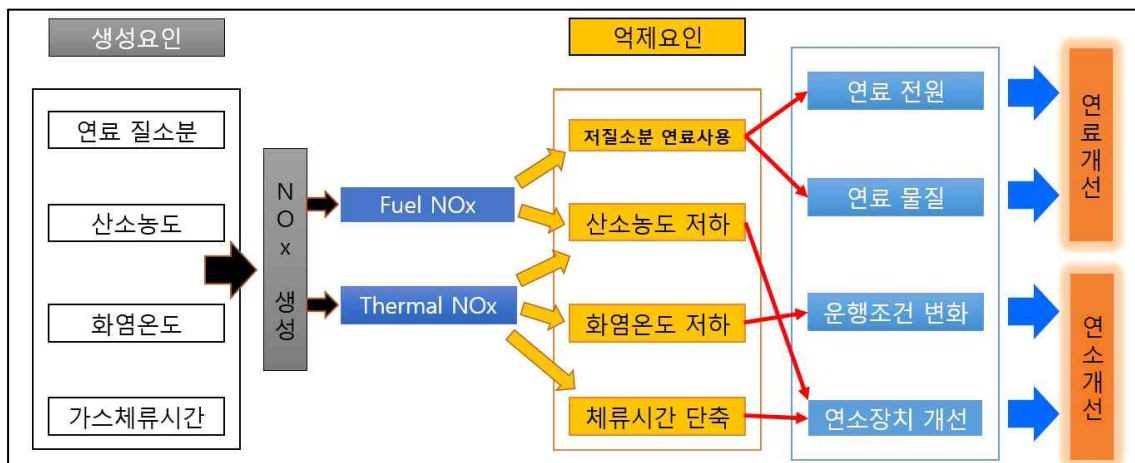 생성요인
연료 질소분
산소농도
화염온도
가스체류시간
NOx 생성
Fuel NOx
Thermal NOx
억제요인
저질소분 연료사용
산소농도 저하
화염온도 저하
체류시간 단축
연료 전원
연료 물질
운행조건 변화
연소장치 개선
연료개선
연소개선